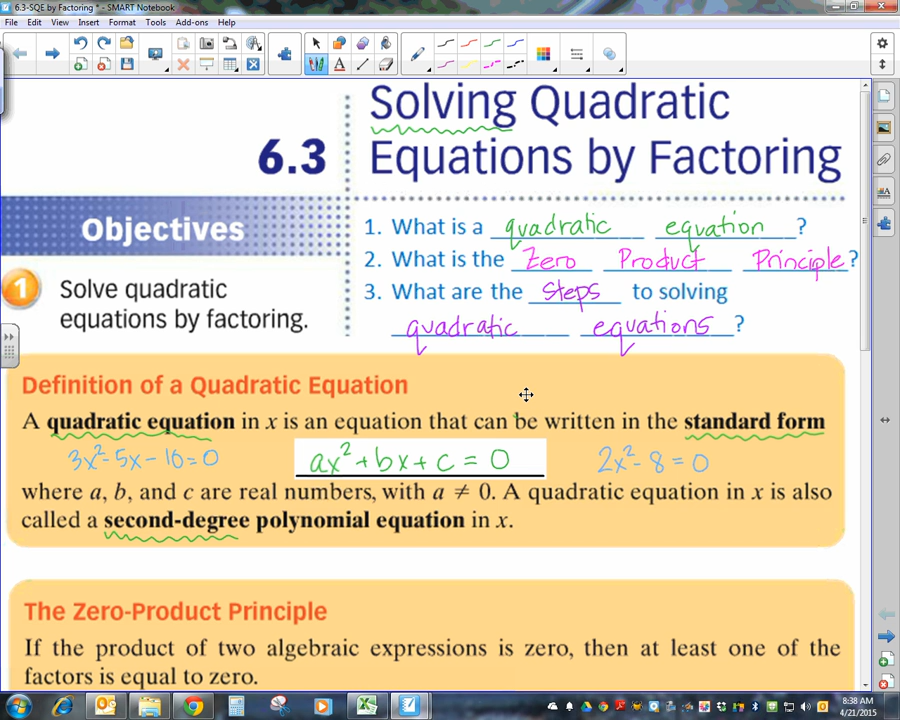 6.3-SQE by Factoring * - SMART Notebook
File Edit View Insert Format Tools Add-ons Help
Solving Quadratic
6.3 Equations by Factoring
Objectives
1 Solve quadratic
equations by factoring.
1. What is a quadratic equation ?
2. What is the Zero Product Principle ?
3. What are the steps to solving
quadratic equations ?
Definition of a Quadratic Equation
A quadratic equation in x is an equation that can be written in the standard form
3x²-5x-10=0 ax²+bx+c=0 2x²-8=0
where a, b, and c are real numbers, with a ≠ 0. A quadratic equation in x is also
called a second-degree polynomial equation in x.
The Zero-Product Principle
If the product of two algebraic expressions is zero, then at least one of the
factors is equal to zero.
8:38 AM
4/21/2015